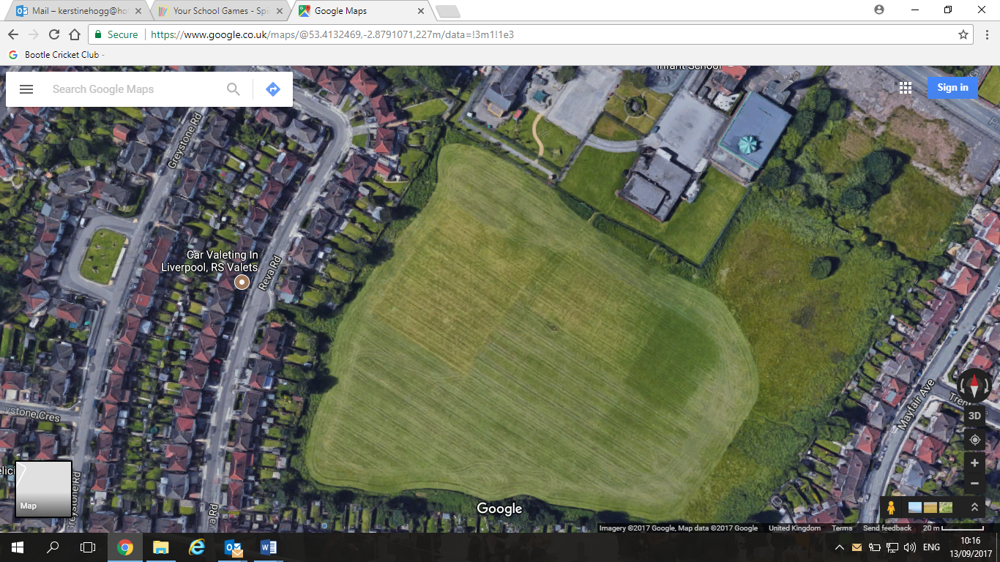 Mail – kerstinehogg@ho
Your School Games - Spi
Google Maps
Secure
https://www.google.co.uk/maps/@53.4132469,-2.8791071,227m/data=!3m1!1e3
Bootle Cricket Club -
Search Google Maps
Sign in
Infant School
Greystone Rd
Car Valeting In
Liverpool, RS Valets
Reva Rd
Mayfair Ave
Tren
eystone Cres
3D
elici
Map
Greystone Rd
va Rd
Google
Imagery ©2017 Google, Map data ©2017 Google United Kingdom Terms Send feedback 20 m
ENG
10:16
13/09/2017